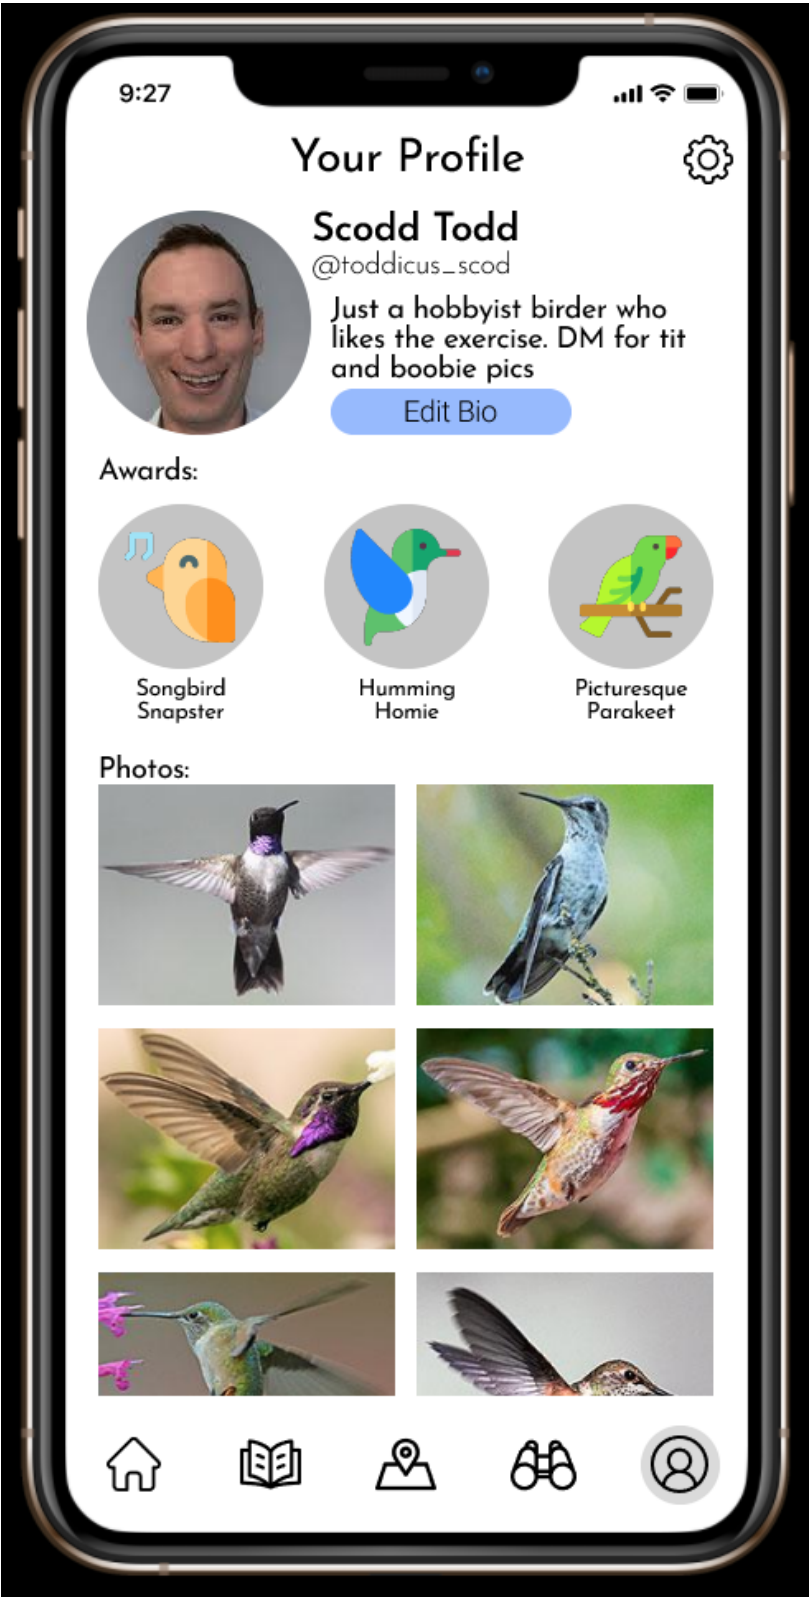 9:27
Your Profile
Scodd Todd
@toddicus_scod
Just a hobbyist birder who
likes the exercise. DM for tit
and boobie pics
Edit Bio
Awards:
Songbird
Snapster
Humming
Homie
Picturesque
Parakeet
Photos: